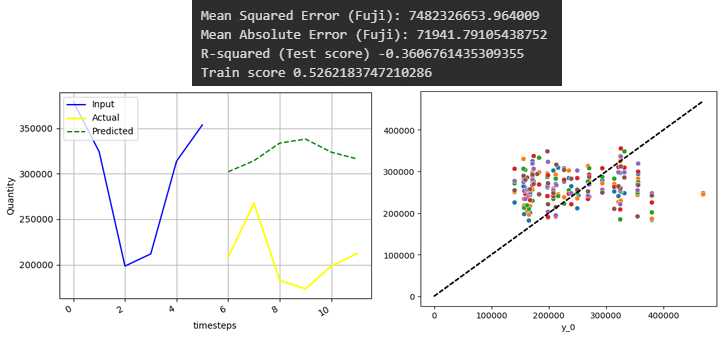 Mean Squared Error (Fuji): 7482326653.964009
Mean Absolute Error (Fuji): 71941.79105438752
R-squared (Test score) -0.3606761435309355
Train score 0.5262183747210286
Input
Actual
Predicted
350000
300000
250000
200000
Quantity
0
2
4
6
8
10
timesteps
400000
300000
200000
100000
0
0
100000
200000
300000
400000
y_0